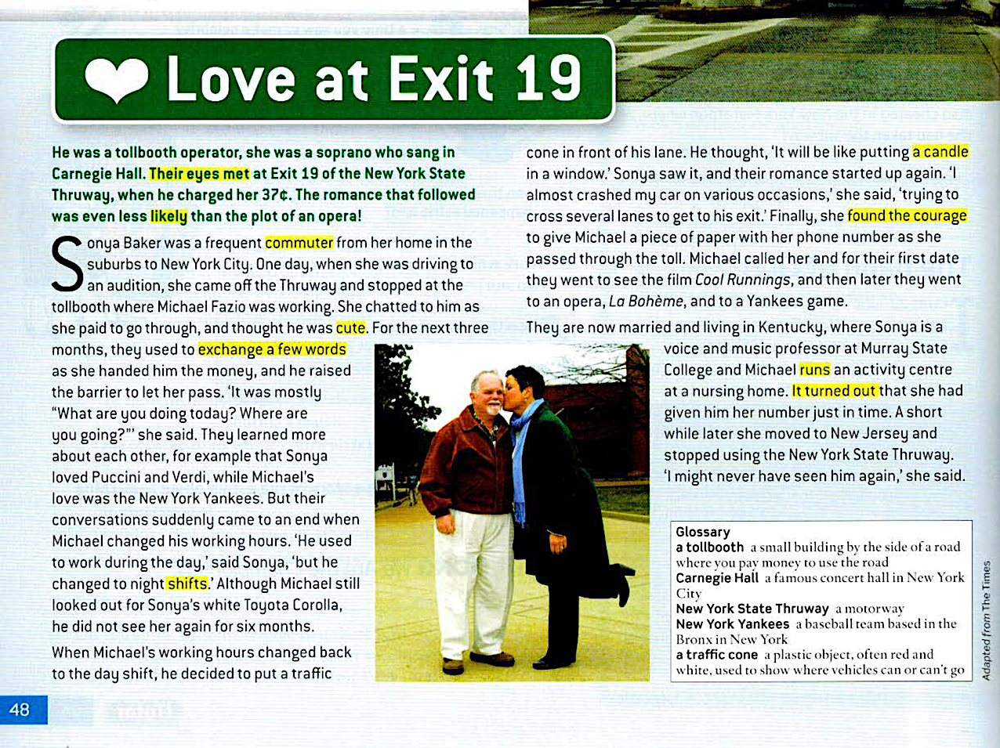 Love at Exit 19
He was a tollbooth operator, she was a soprano who sang in
Carnegie Hall. Their eyes met at Exit 19 of the New York State
Thruway, when he charged her 37¢. The romance that followed
was even less likely than the plot of an opera!
Sonya Baker was a frequent commuter from her home in the
suburbs to New York City. One day, when she was driving to
an audition, she came off the Thruway and stopped at the
tollbooth where Michael Fazio was working. She chatted to him as
she paid to go through, and thought he was cute. For the next three
months, they used to exchange a few words
as she handed him the money, and he raised
the barrier to let her pass. ‘It was mostly
“What are you doing today? Where are
you going?”’ she said. They learned more
about each other, for example that Sonya
loved Puccini and Verdi, while Michael's
love was the New York Yankees. But their
conversations suddenly came to an end when
Michael changed his working hours. ‘He used
to work during the day,’ said Sonya, ‘but he
changed to night shifts.’ Although Michael still
looked out for Sonya's white Toyota Corolla,
he did not see her again for six months.
When Michael's working hours changed back
to the day shift, he decided to put a traffic
cone in front of his lane. He thought, ‘It will be like putting a candle
in a window.’ Sonya saw it, and their romance started up again. ‘I
almost crashed my car on various occasions,’ she said, ‘trying to
cross several lanes to get to his exit.’ Finally, she found the courage
to give Michael a piece of paper with her phone number as she
passed through the toll. Michael called her and for their first date
they went to see the film Cool Runnings, and then later they went
to an opera, La Bohème, and to a Yankees game.
They are now married and living in Kentucky, where Sonya is a
voice and music professor at Murray State
College and Michael runs an activity centre
at a nursing home. It turned out that she had
given him her number just in time. A short
while later she moved to New Jersey and
stopped using the New York State Thruway.
‘I might never have seen him again,’ she said.
Glossary
a tollbooth a small building by the side of a road
where you pay money to use the road
Carnegie Hall a famous concert hall in New York
City
New York State Thruway a motorway
New York Yankees a baseball team based in the
Bronx in New York
a traffic cone a plastic object, often red and
white, used to show where vehicles can or can't go
Adapted from The Times
48